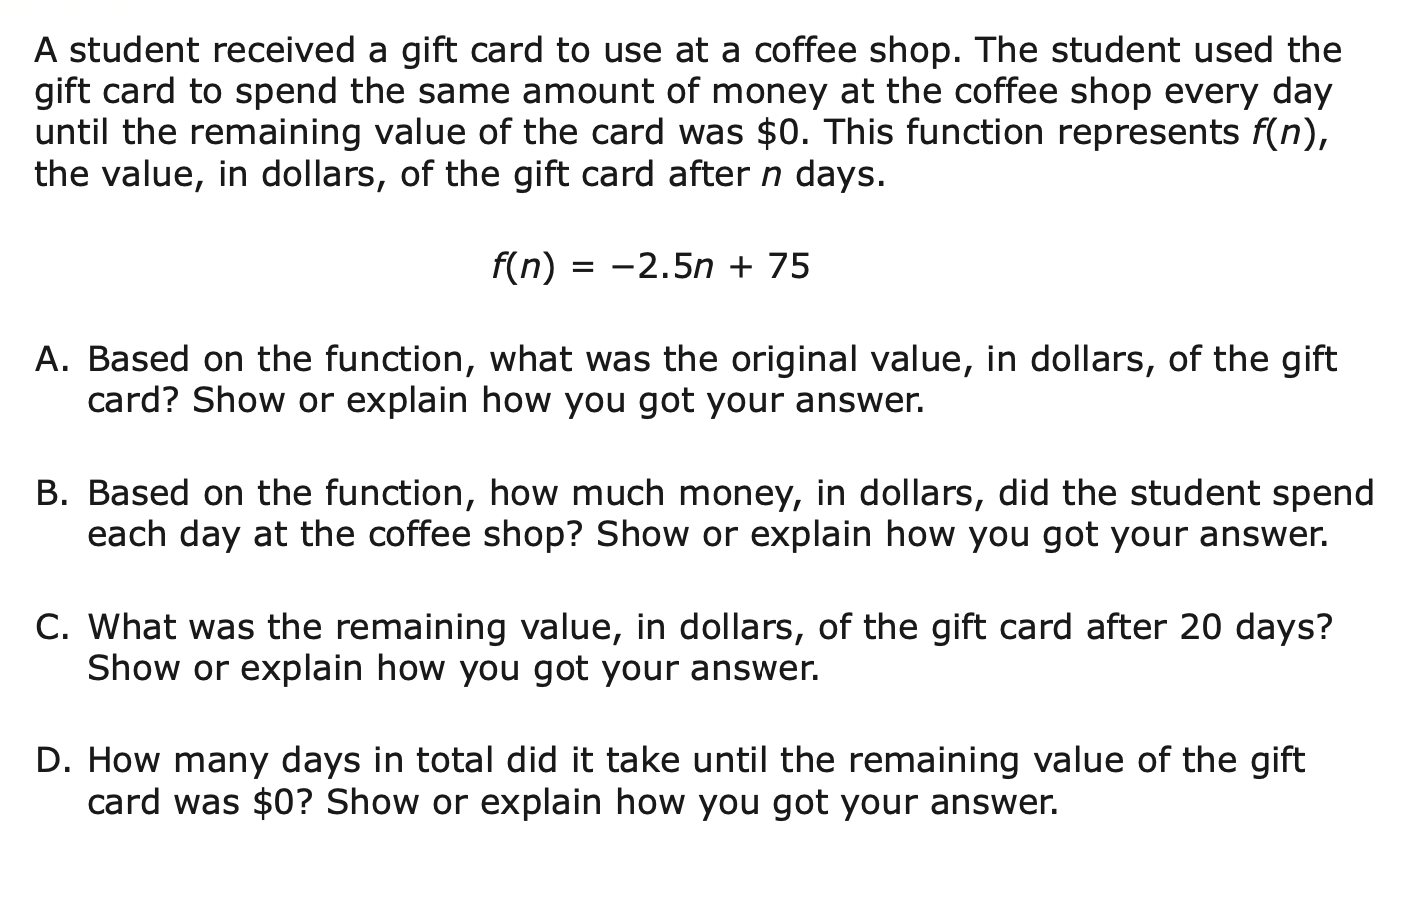 A student received a gift card to use at a coffee shop. The student used the
gift card to spend the same amount of money at the coffee shop every day
until the remaining value of the card was $0. This function represents f(n),
the value, in dollars, of the gift card after n days.
f(n) = −2.5n + 75
A. Based on the function, what was the original value, in dollars, of the gift
card? Show or explain how you got your answer.
B. Based on the function, how much money, in dollars, did the student spend
each day at the coffee shop? Show or explain how you got your answer.
C. What was the remaining value, in dollars, of the gift card after 20 days?
Show or explain how you got your answer.
D. How many days in total did it take until the remaining value of the gift
card was $0? Show or explain how you got your answer.